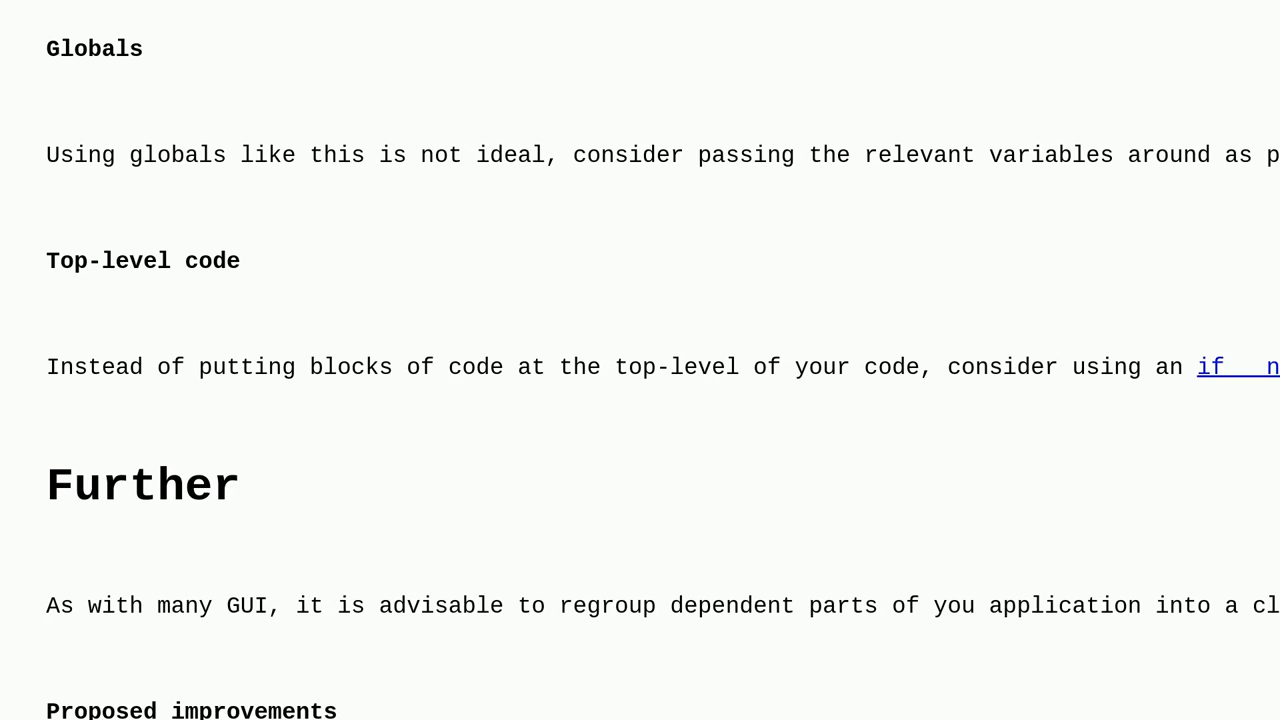 Globals
Using globals like this is not ideal, consider passing the relevant variables around as p
Top-level code
Instead of putting blocks of code at the top-level of your code, consider using an if __n
Further
As with many GUI, it is advisable to regroup dependent parts of you application into a cl
Proposed improvements